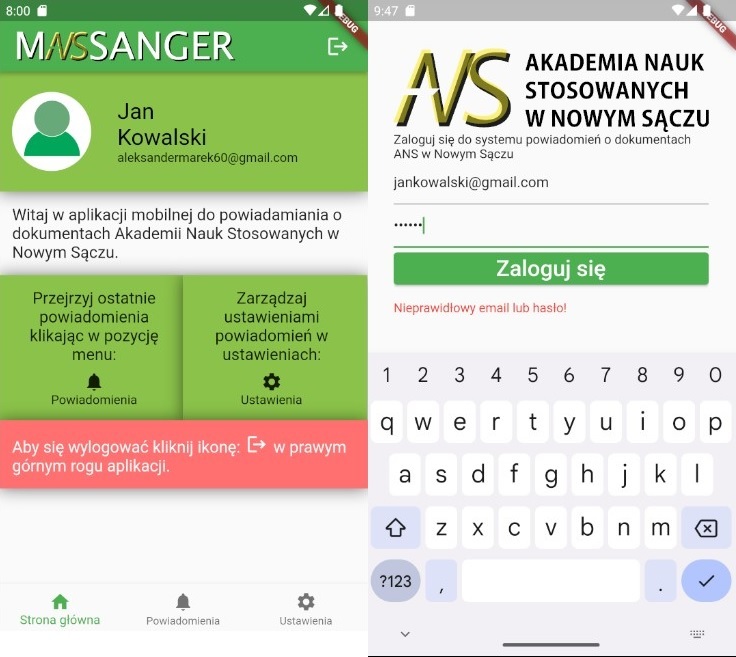 8:00
DEBUG
MANSSANGER
Jan
Kowalski
aleksandermarek60@gmail.com
Witaj w aplikacji mobilnej do powiadamiania o
dokumentach Akademii Nauk Stosowanych w
Nowym Sączu.
Przejrzyj ostatnie
powiadomienia
klikając w pozycję
menu:
Powiadomienia
Zarządzaj
ustawieniami
powiadomień w
ustawieniach:
Ustawienia
Aby się wylogować kliknij ikonę: w prawym
górnym rogu aplikacji.
Strona główna
Powiadomienia
Ustawienia
9:47
DEBUG
ANS
AKADEMIA NAUK
STOSOWANYCH
W NOWYM SĄCZU
Zaloguj się do systemu powiadomień o dokumentach
ANS w Nowym Sączu
jankowalski@gmail.com
••••••
Zaloguj się
Nieprawidłowy email lub hasło!
1 2 3 4 5 6 7 8 9 0
q w e r t y u i o p
a s d f g h j k l
z x c v b n m
?123 , .